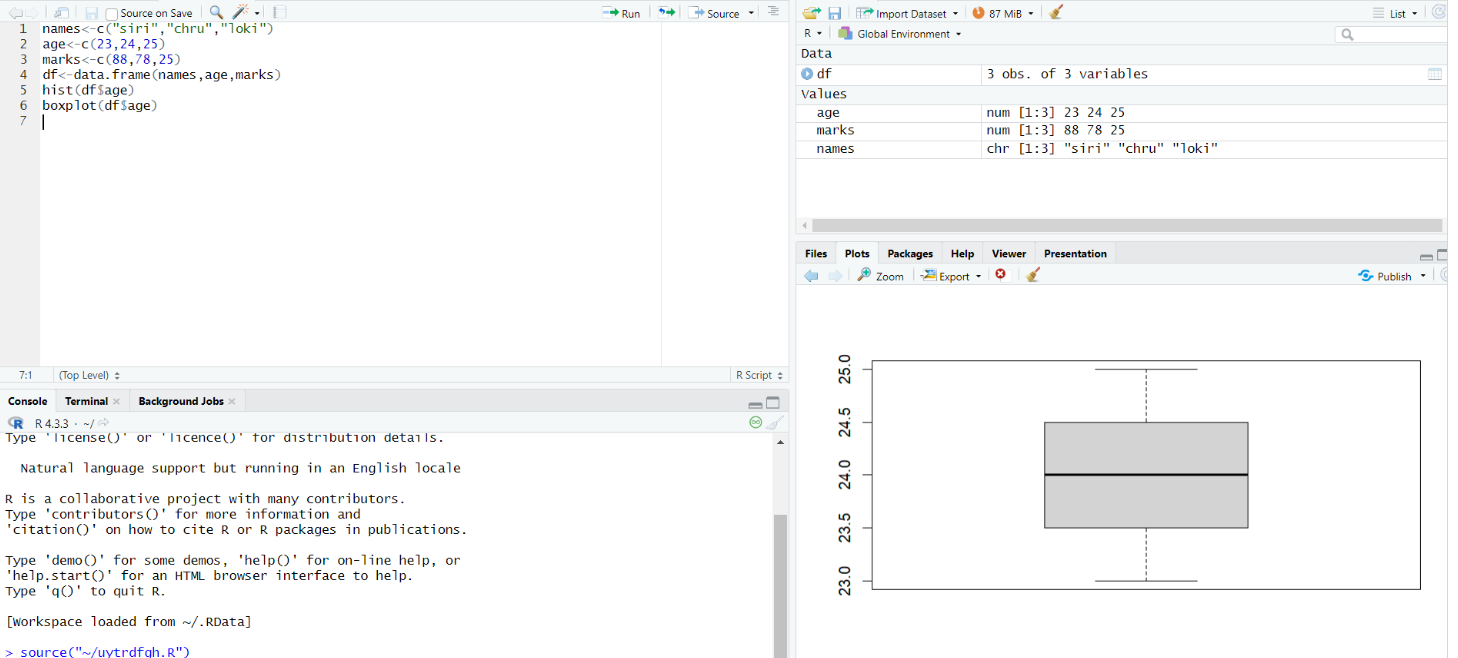 Source on Save Run Source
1 names<-c("siri","chru","loki")
2 age<-c(23,24,25)
3 marks<-c(88,78,25)
4 df<-data.frame(names,age,marks)
5 hist(df$age)
6 boxplot(df$age)
7
7:1 (Top Level) R Script
Console Terminal Background Jobs
R 4.3.3 · ~/
Type 'license()' or 'licence()' for distribution details.
Natural language support but running in an English locale
R is a collaborative project with many contributors.
Type 'contributors()' for more information and
'citation()' on how to cite R or R packages in publications.
Type 'demo()' for some demos, 'help()' for on-line help, or
'help.start()' for an HTML browser interface to help.
Type 'q()' to quit R.
[Workspace loaded from ~/.RData]
> source("~/uytrdfgh.R")
Import Dataset 87 MiB List
R Global Environment
Data
df 3 obs. of 3 variables
Values
age num [1:3] 23 24 25
marks num [1:3] 88 78 25
names chr [1:3] "siri" "chru" "loki"
Files Plots Packages Help Viewer Presentation
Zoom Export Publish
25.0
24.5
24.0
23.5
23.0